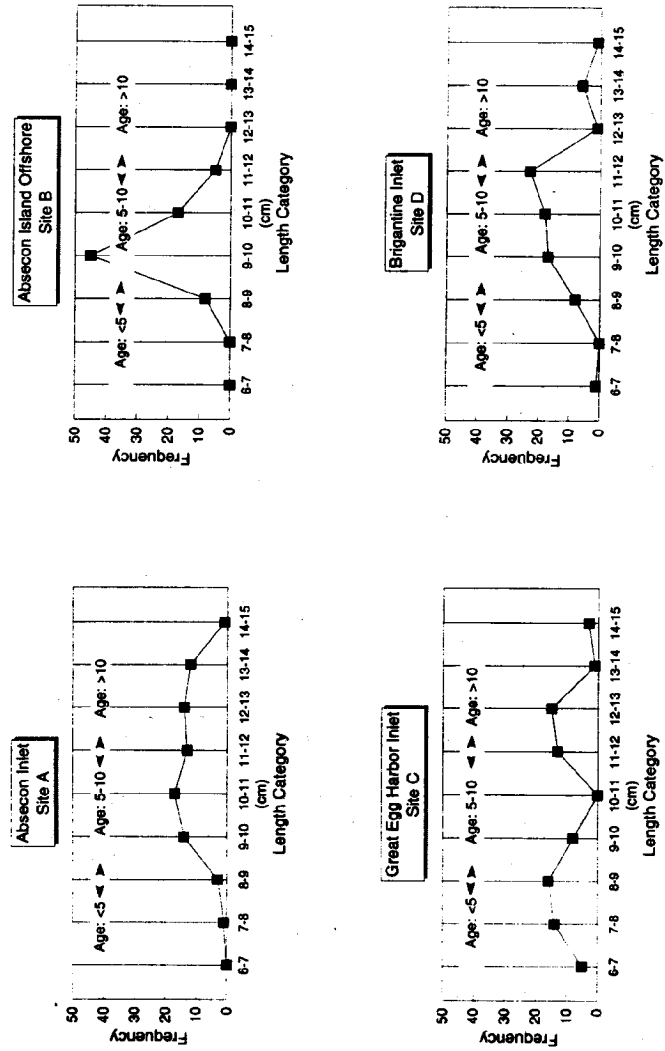 Absecon Inlet
Site A
Age: <5
Age: 5-10
Age: >10
50
40
30
20
10
0
Frequency
6-7 7-8 8-9 9-10 10-11 11-12 12-13 13-14 14-15
(cm)
Length Category
Absecon Island Offshore
Site B
Age: <5
Age: 5-10
Age: >10
50
40
30
20
10
0
Frequency
6-7 7-8 8-9 9-10 10-11 11-12 12-13 13-14 14-15
(cm)
Length Category
Great Egg Harbor Inlet
Site C
Age: <5
Age: 5-10
Age: >10
50
40
30
20
10
0
Frequency
6-7 7-8 8-9 9-10 10-11 11-12 12-13 13-14 14-15
(cm)
Length Category
Brigantine Inlet
Site D
Age: <5
Age: 5-10
Age: >10
50
40
30
20
10
0
Frequency
6-7 7-8 8-9 9-10 10-11 11-12 12-13 13-14 14-15
(cm)
Length Category